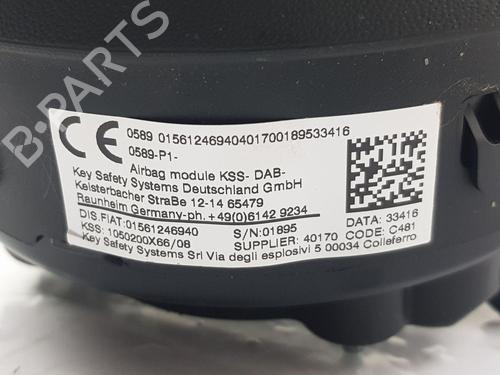 B-PARTS
CE 0589 01561246940401700189533416
0589-P1-
Airbag module KSS- DAB-
Key Safety Systems Deutschland GmbH
Kelsterbacher StraBe 12-14 65479
Raunheim Germany-ph. +49(0)6142 9234
DIS.FIAT:01561246940 S/N:01895 DATA: 33416
KSS: 1050200X66/08 SUPPLIER: 40170 CODE: C481
Key Safety Systems Srl Via degli esplosivi 5 00034 Colleferro